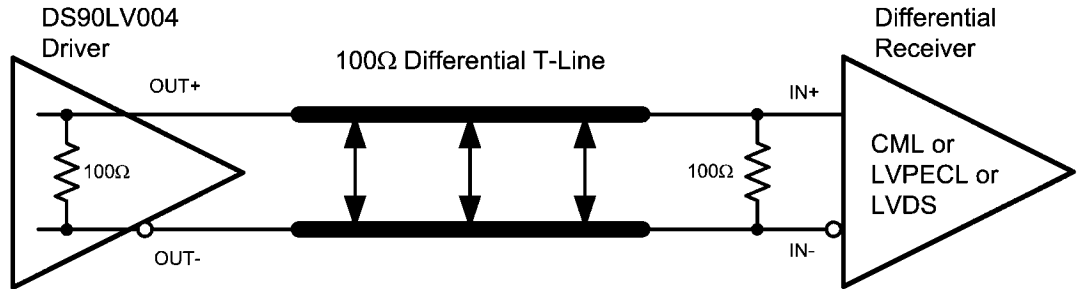 DS90LV004
Driver
100Ω Differential T-Line
Differential
Receiver
OUT+
IN+
100Ω
100Ω
CML or
LVPECL or
LVDS
OUT-
IN-